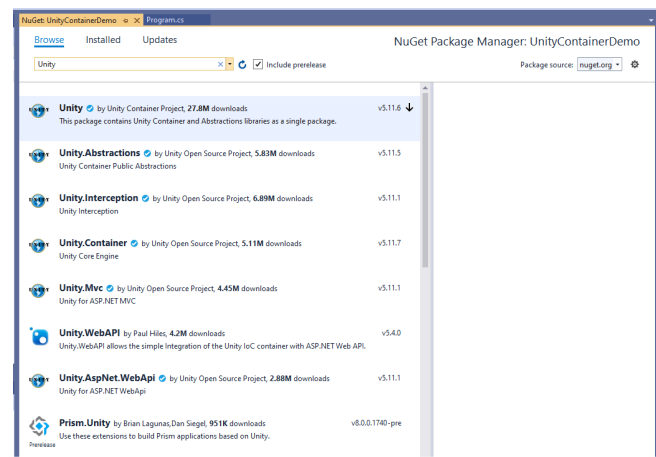 NuGet: UnityContainerDemo Program.cs
Browse Installed Updates NuGet Package Manager: UnityContainerDemo
Unity Include prerelease Package source: nuget.org
Unity by Unity Container Project, 27.8M downloads v5.11.6
This package contains Unity Container and Abstractions libraries as a single package.
Unity.Abstractions by Unity Open Source Project, 5.83M downloads v5.11.5
Unity Container Public Abstractions
Unity.Interception by Unity Open Source Project, 6.89M downloads v5.11.1
Unity Interception
Unity.Container by Unity Open Source Project, 5.11M downloads v5.11.7
Unity Core Engine
Unity.Mvc by Unity Open Source Project, 4.45M downloads v5.11.1
Unity for ASP.NET MVC
Unity.WebAPI by Paul Hiles, 4.2M downloads v5.4.0
Unity.WebAPI allows the simple Integration of the Unity IoC container with ASP.NET Web API.
Unity.AspNet.WebApi by Unity Open Source Project, 2.88M downloads v5.11.1
Unity for ASP.NET WebApi
Prism.Unity by Brian Lagunas,Dan Siegel, 951K downloads v8.0.0.1740-pre
Use these extensions to build Prism applications based on Unity.
Prerelease